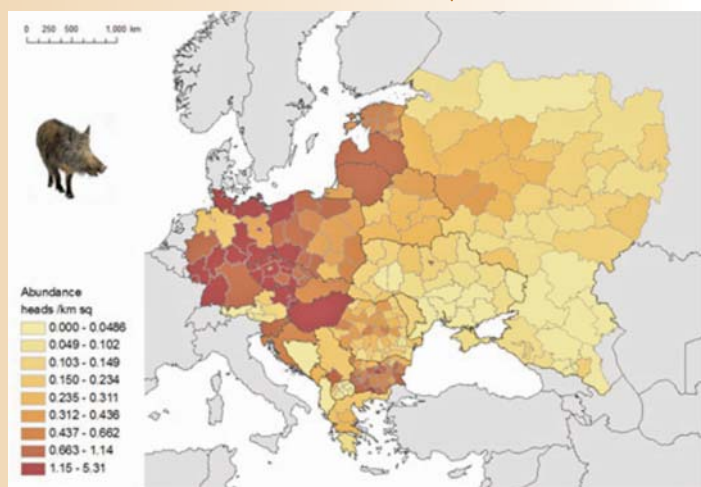 0 250 500 1,000 km
Abundance
heads /km sq
0.000 - 0.0486
0.049 - 0.102
0.103 - 0.149
0.150 - 0.234
0.235 - 0.311
0.312 - 0.436
0.437 - 0.662
0.663 - 1.14
1.15 - 5.31